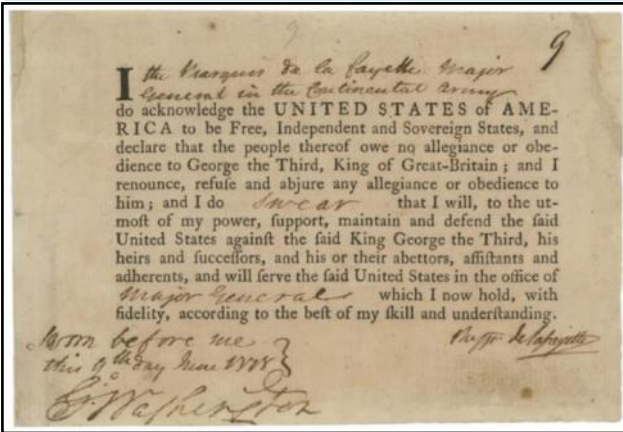 9
I the Marquis de la fayette Major
General in the Continental Army
do acknowledge the UNITED STATES of AME-
RICA to be Free, Independent and Sovereign States, and
declare that the people thereof owe no allegiance or obe-
dience to George the Third, King of Great-Britain; and I
renounce, refuſe and abjure any allegiance or obedience to
him; and I do swear that I will, to the ut-
moſt of my power, ſupport, maintain and defend the ſaid
United States againſt the ſaid King George the Third, his
heirs and ſucceſſors, and his or their abettors, aſſiſtants and
adherents, and will ſerve the ſaid United States in the office of
Major General which I now hold, with
fidelity, according to the beſt of my ſkill and underſtanding.
Sworn before me
this 9th day June 1778
de Lafayette
Go Washington